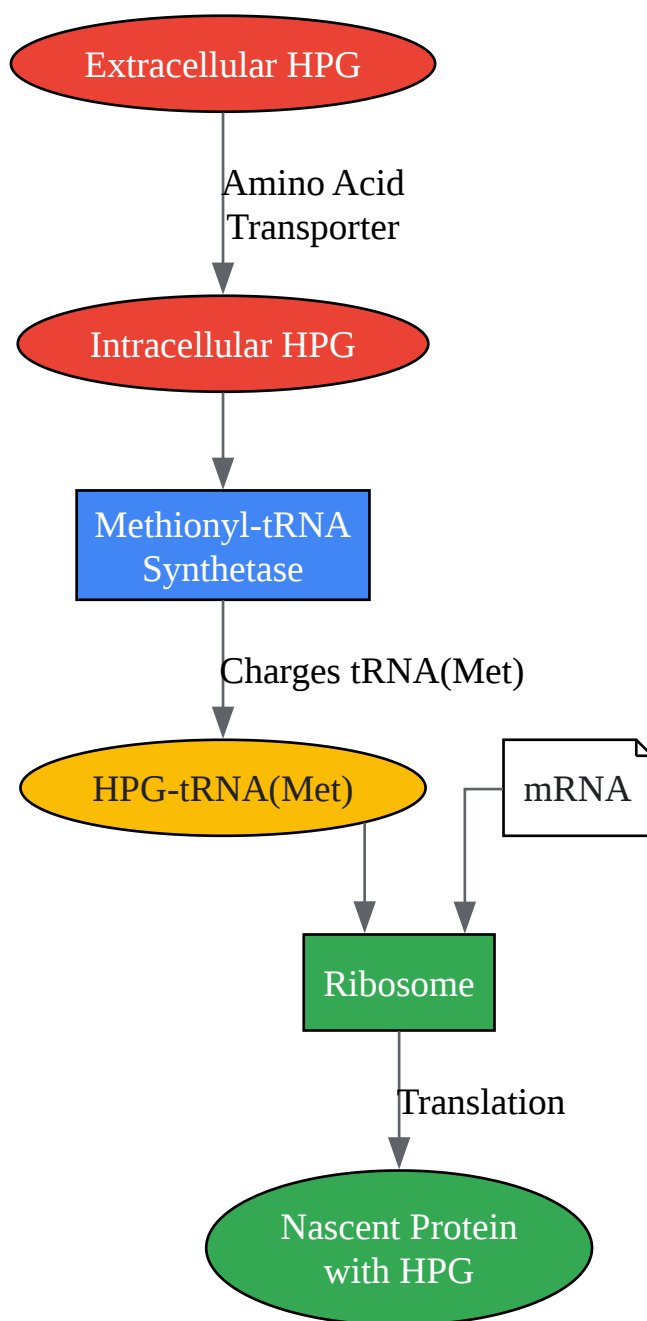 Extracellular HPG
Amino Acid
Transporter
Intracellular HPG
Methionyl-tRNA
Synthetase
Charges tRNA(Met)
HPG-tRNA(Met)
mRNA
Ribosome
Translation
Nascent Protein
with HPG